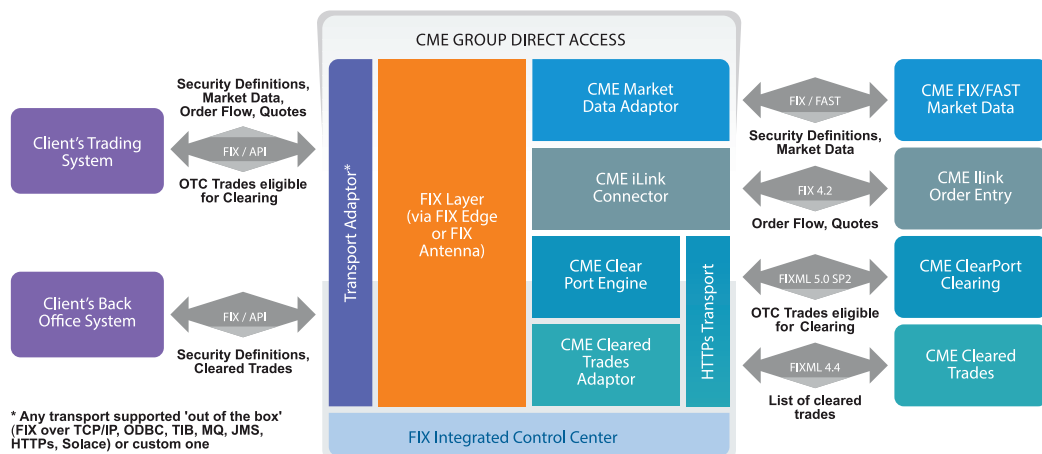 CME GROUP DIRECT ACCESS
Security Definitions,
Market Data,
Order Flow, Quotes
Client's Trading
System
FIX / API
OTC Trades eligible
for Clearing
Client's Back
Office System
FIX / API
Security Definitions,
Cleared Trades
* Any transport supported 'out of the box'
(FIX over TCP/IP, ODBC, TIB, MQ, JMS,
HTTPs, Solace) or custom one
Transport Adaptor*
FIX Layer
(via FIX Edge
or FIX
Antenna)
CME Market
Data Adaptor
CME iLink
Connector
CME Clear
Port Engine
CME Cleared
Trades
Adaptor
HTTPs Transport
FIX Integrated Control Center
FIX / FAST
Security Definitions,
Market Data
FIX 4.2
Order Flow, Quotes
FIXML 5.0 SP2
OTC Trades eligible
for Clearing
FIXML 4.4
List of cleared
trades
CME FIX/FAST
Market Data
CME Ilink
Order Entry
CME ClearPort
Clearing
CME Cleared
Trades